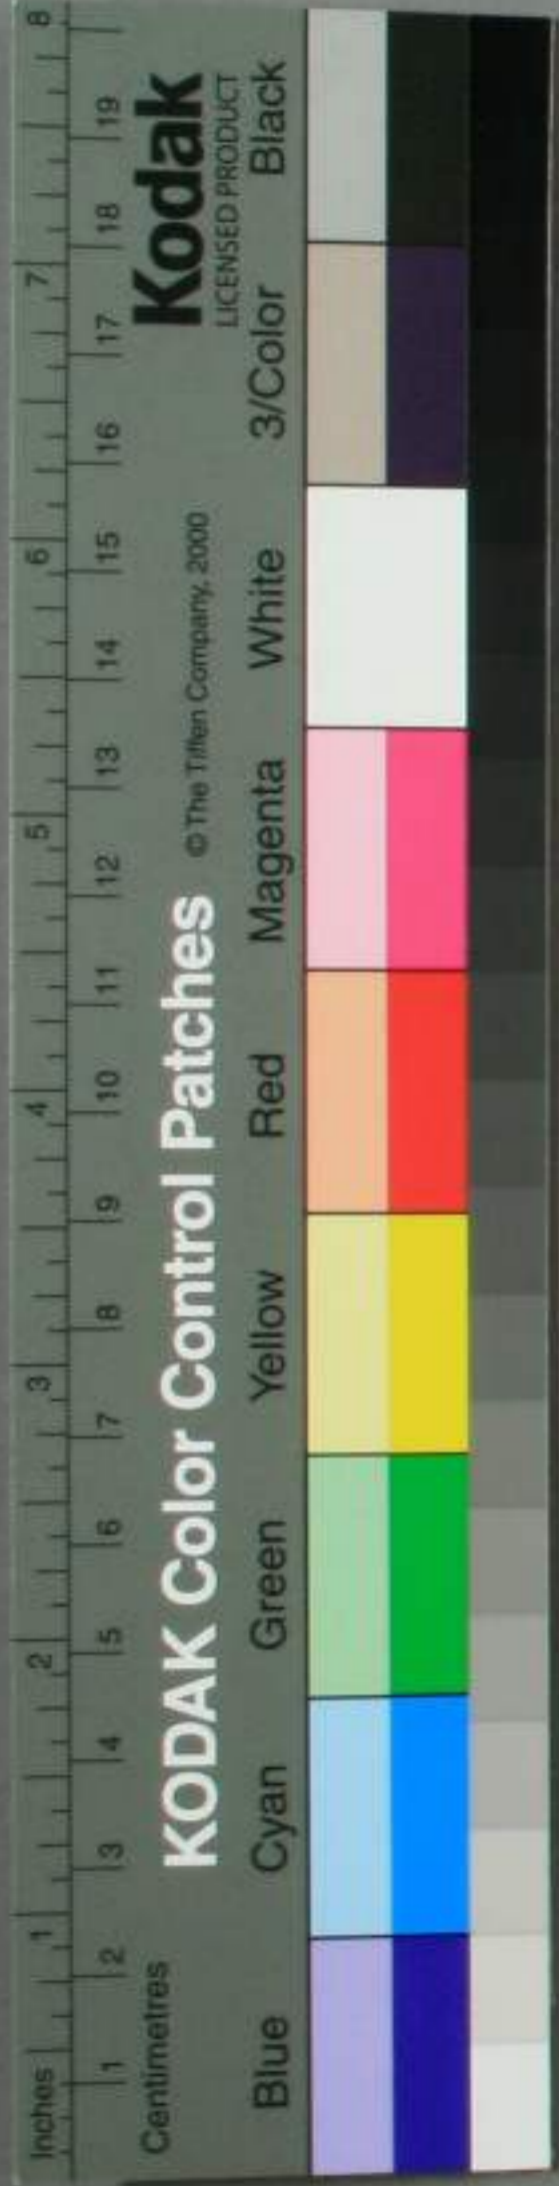 Inches 1 2 3 4 5 6 7 8
1 2 3 4 5 6 7 8 9 10 11 12 13 14 15 16 17 18 19
Centimetres
KODAK Color Control Patches © The Tiffen Company, 2000
Kodak
LICENSED PRODUCT
Blue Cyan Green Yellow Red Magenta White 3/Color Black